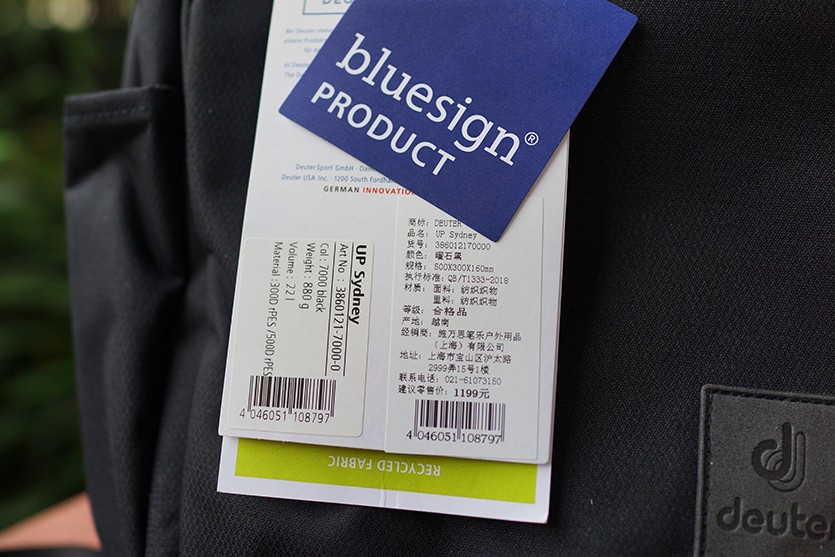 bluesign®
PRODUCT
Deuter Sport GmbH · Daim
Deuter USA Inc. · 1200 South Fordha
GERMAN INNOVATIO
UP Sydney
Art No : 3860121-7000-0
Col : 7000 black
Weight : 880 g
Volume : 22 l
Material :300D rPES /500D rPES
4 046051 108797
商标: DEUTER
品名: UP Sydney
货号: 386012170000
颜色: 曜石黑
规格: 500X300X160mm
执行标准: QB/T1333-2018
材质: 面料: 纺织织物
里料: 纺织织物
等级: 合格品
产地: 越南
经销商: 施万思笔乐户外用品
(上海)有限公司
地址: 上海市宝山区沪太路
2999弄15号1楼
联系电话: 021-61073150
建议零售价: 1199元
4 046051 108797
RECYCLED FABRIC
deuter